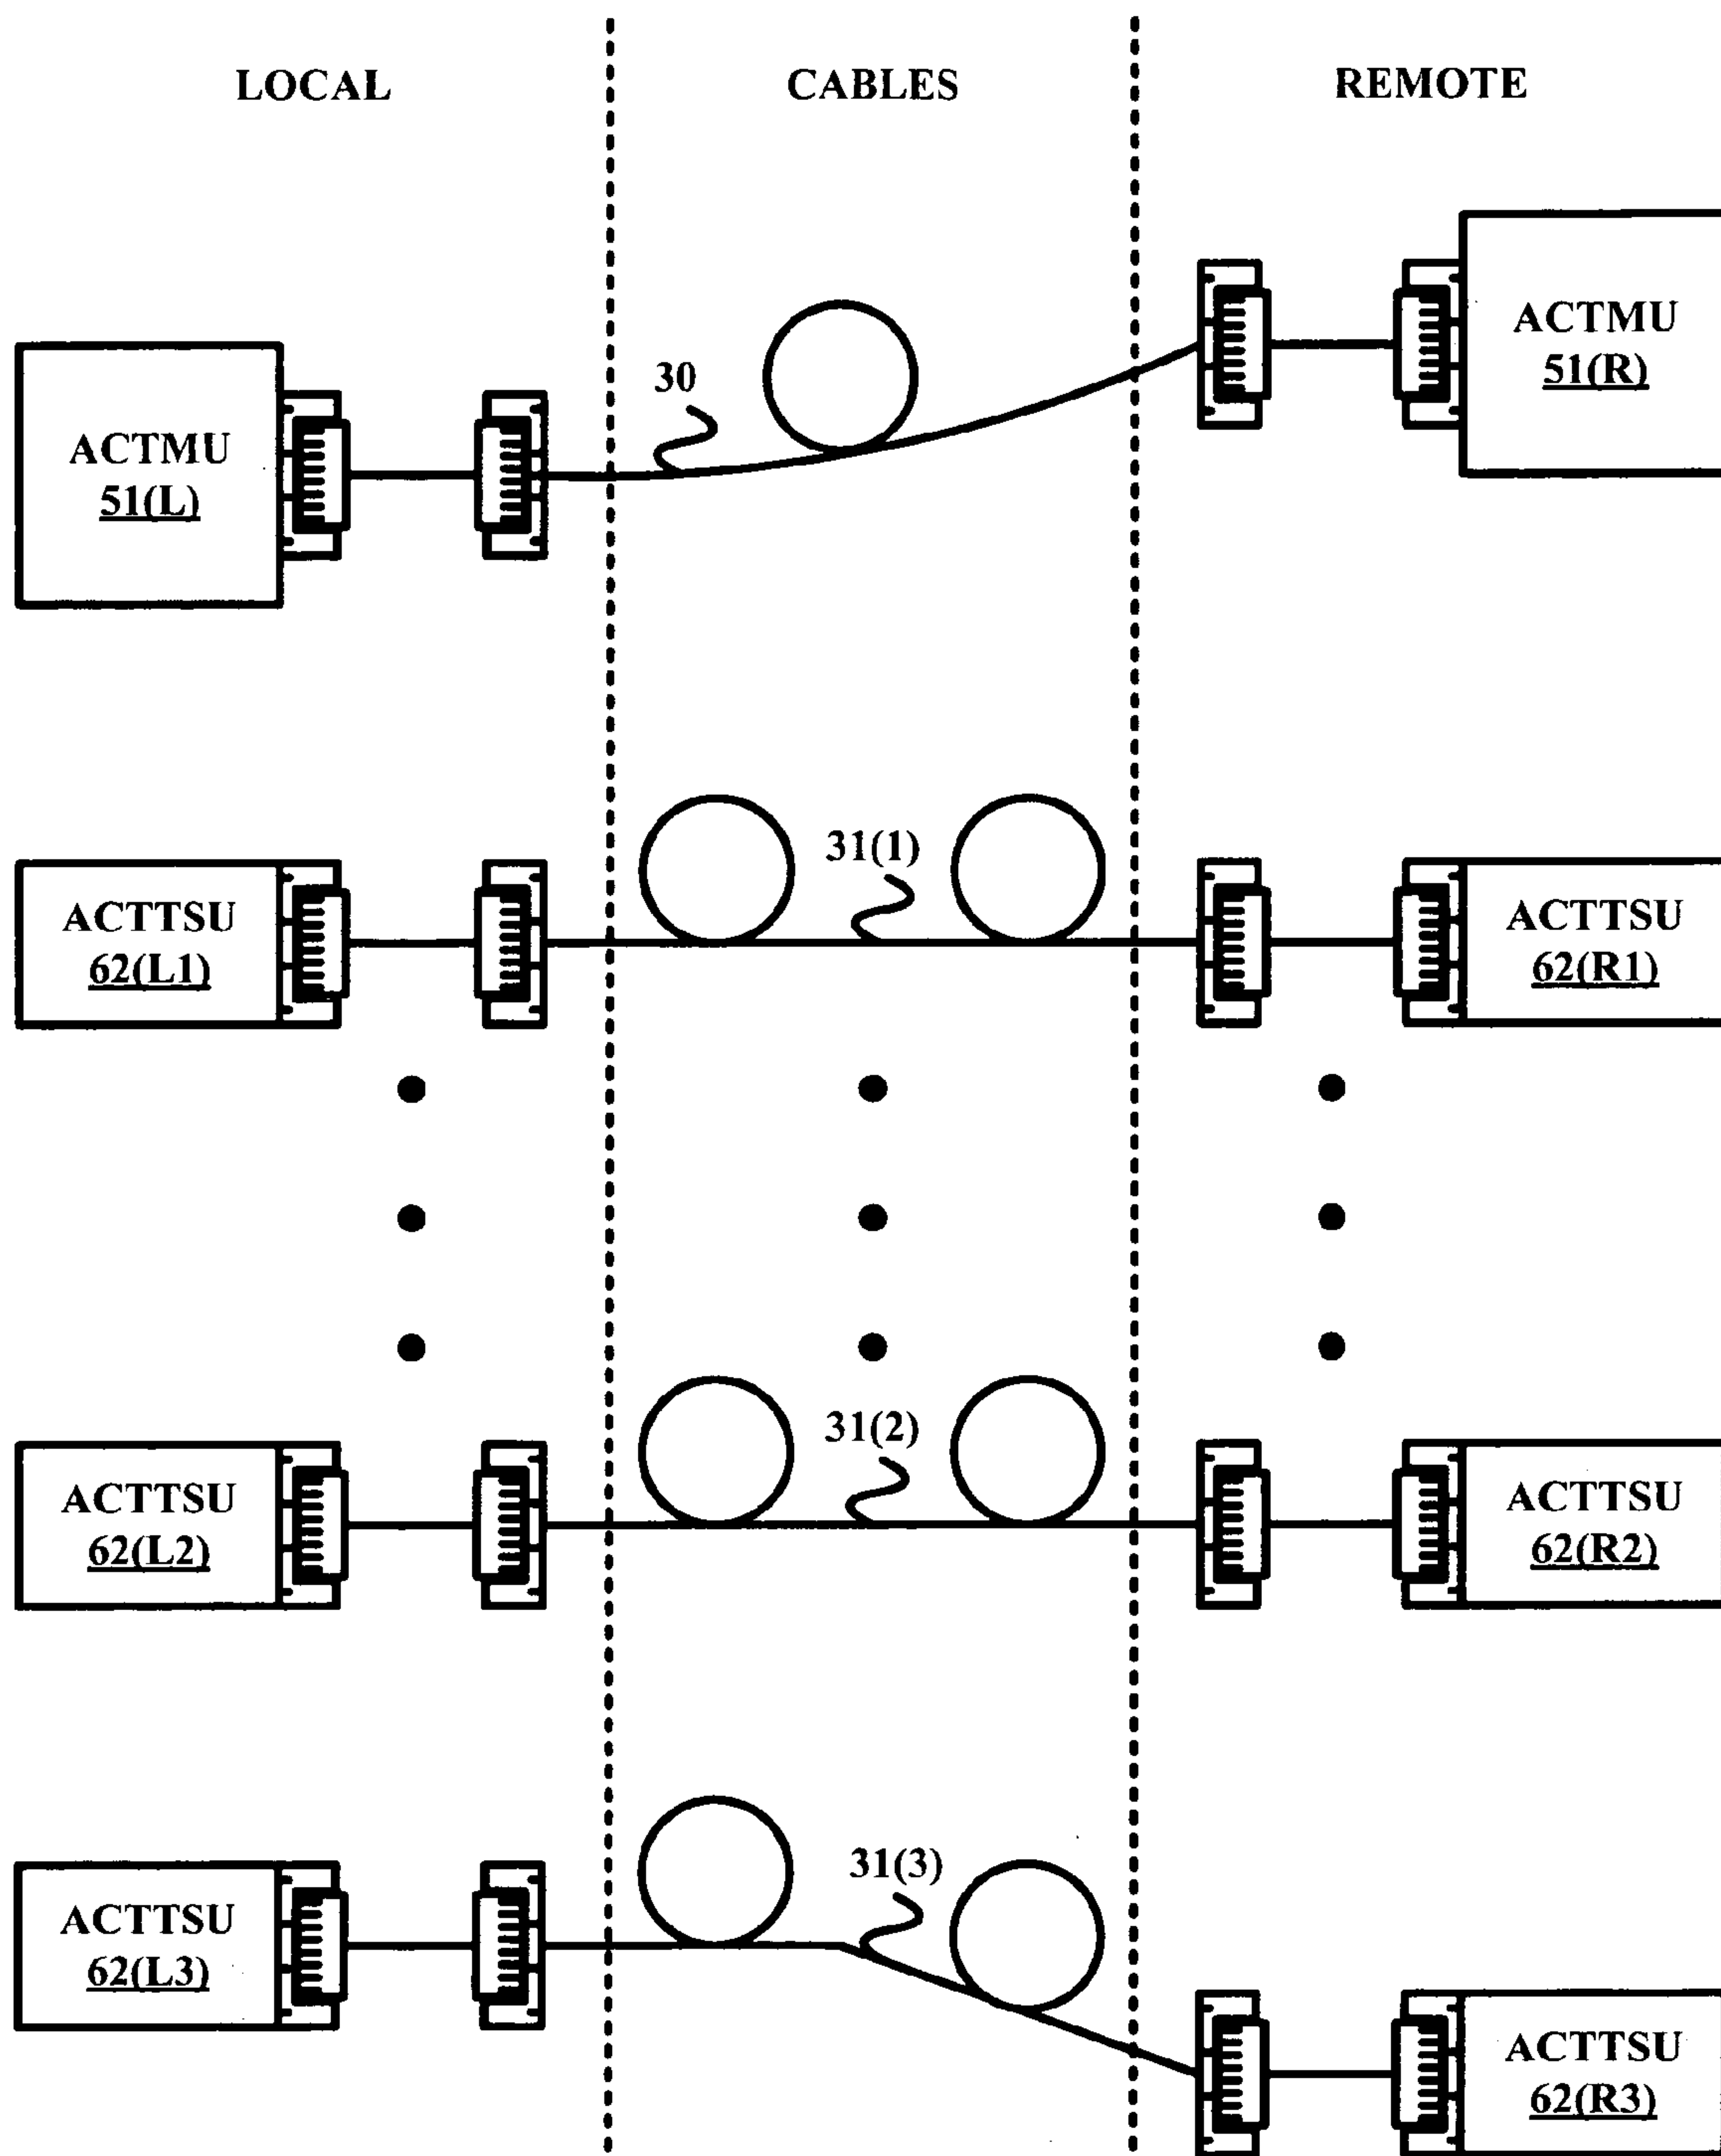 LOCAL
CABLES
REMOTE
ACTMU
51(R)
30
ACTMU
51(L)
31(1)
ACTTSU
62(L1)
ACTTSU
62(R1)
31(2)
ACTTSU
62(L2)
ACTTSU
62(R2)
31(3)
ACTTSU
62(L3)
ACTTSU
62(R3)